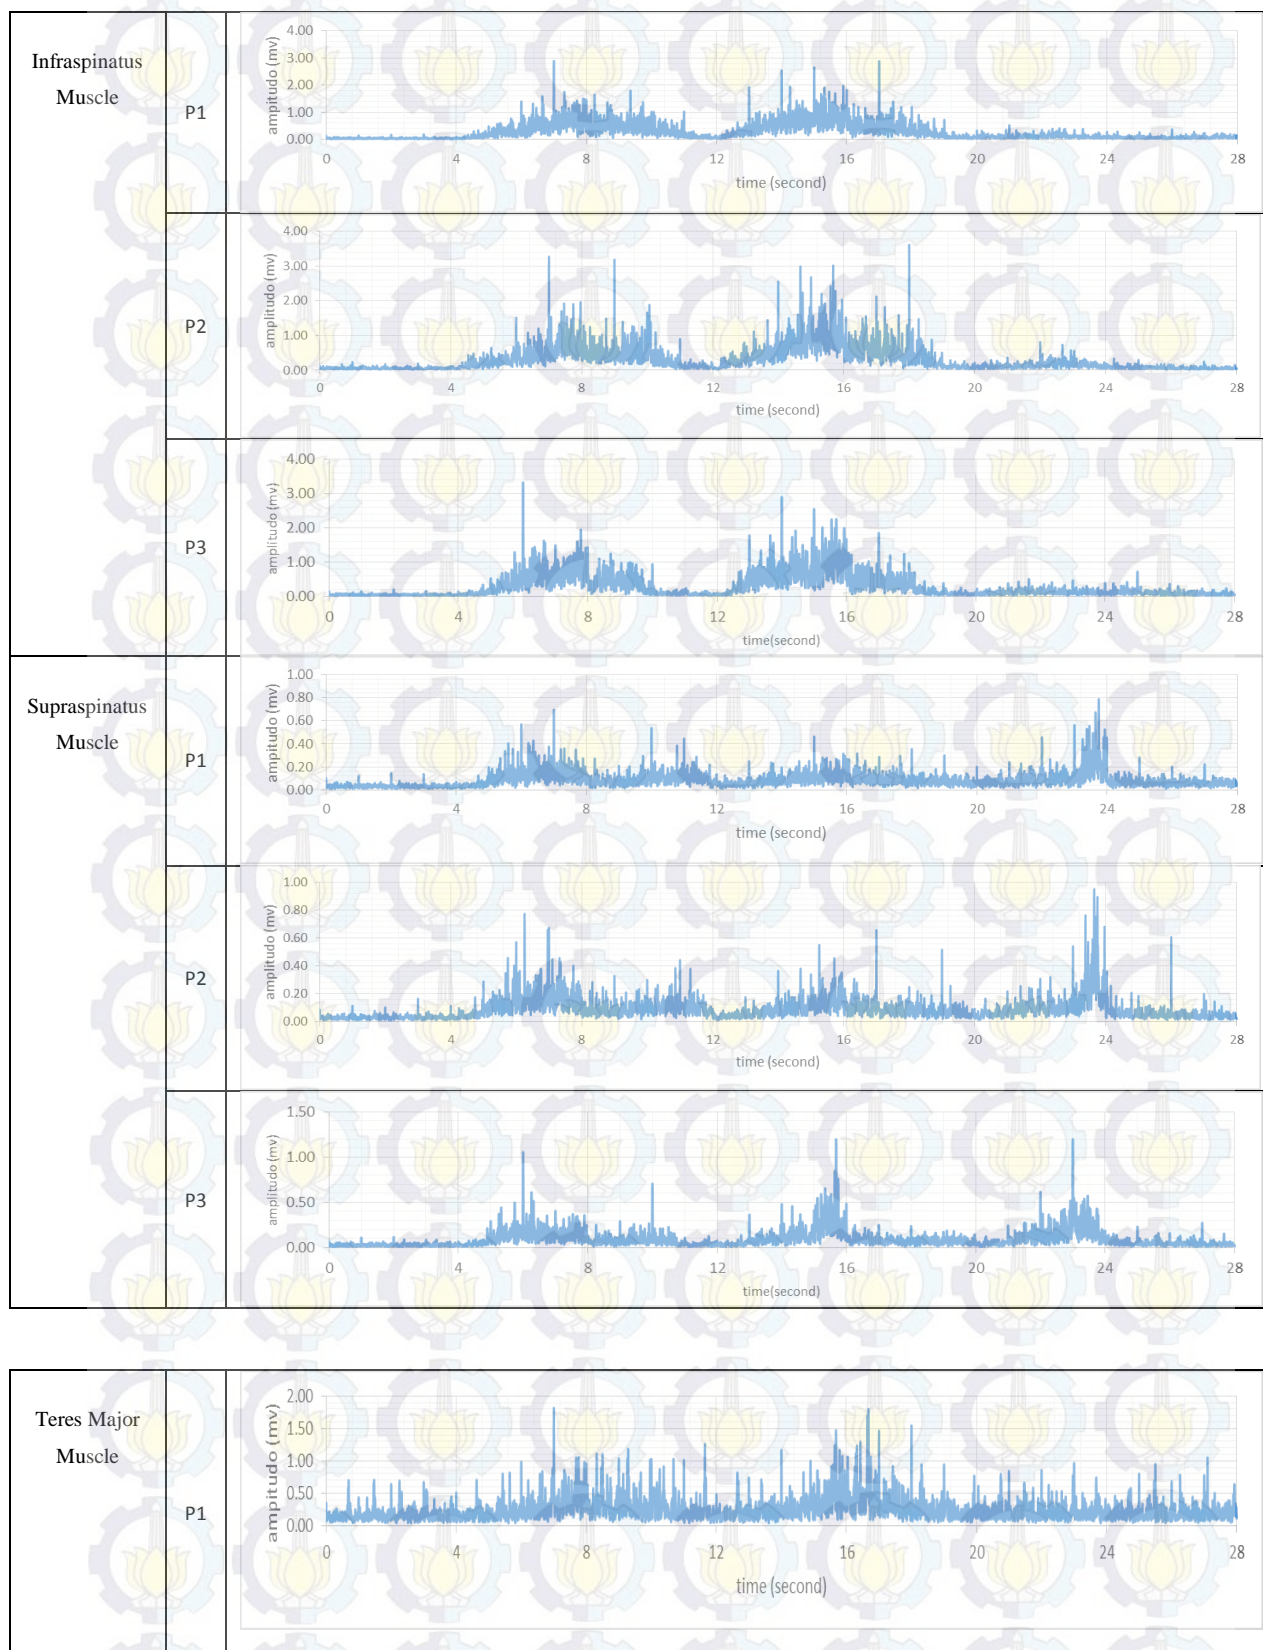 Infraspinatus
Muscle
P1
ampitudo (mv)
4.00
3.00
2.00
1.00
0.00
0 4 8 12 16 20 24 28
time (second)
P2
amplitudo (mv)
4.00
3.00
2.00
1.00
0.00
0 4 8 12 16 20 24 28
time (second)
P3
amplitudo (mv)
4.00
3.00
2.00
1.00
0.00
0 4 8 12 16 20 24 28
time(second)
Supraspinatus
Muscle
P1
ampitudo (mv)
1.00
0.80
0.60
0.40
0.20
0.00
0 4 8 12 16 20 24 28
time (second)
P2
amplitudo (mv)
1.00
0.80
0.60
0.40
0.20
0.00
0 4 8 12 16 20 24 28
time (second)
P3
amplitudo (mv)
1.50
1.00
0.50
0.00
0 4 8 12 16 20 24 28
time(second)
Teres Major
Muscle
P1
ampitudo (mv)
2.00
1.50
1.00
0.50
0.00
0 4 8 12 16 20 24 28
time (second)